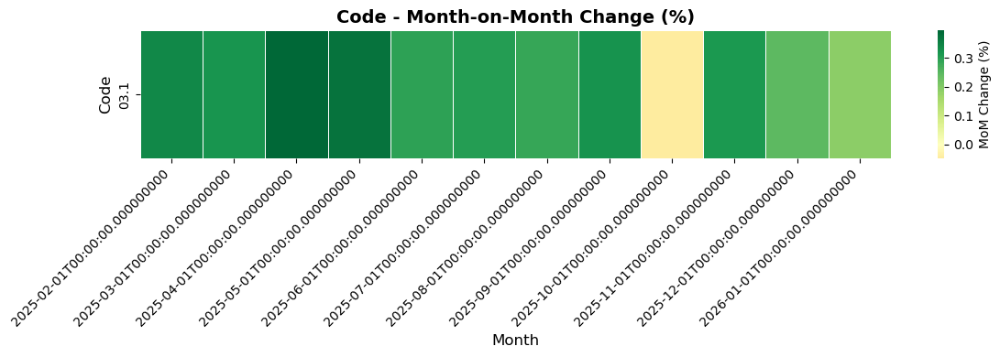 Code - Month-on-Month Change (%)
Code
03.1
0.3
0.2
0.1
0.0
MoM Change (%)
2025-02-01T00:00:00.000000000
2025-03-01T00:00:00.000000000
2025-04-01T00:00:00.000000000
2025-05-01T00:00:00.000000000
2025-06-01T00:00:00.000000000
2025-07-01T00:00:00.000000000
2025-08-01T00:00:00.000000000
2025-09-01T00:00:00.000000000
2025-10-01T00:00:00.000000000
2025-11-01T00:00:00.000000000
2025-12-01T00:00:00.000000000
2026-01-01T00:00:00.000000000
Month